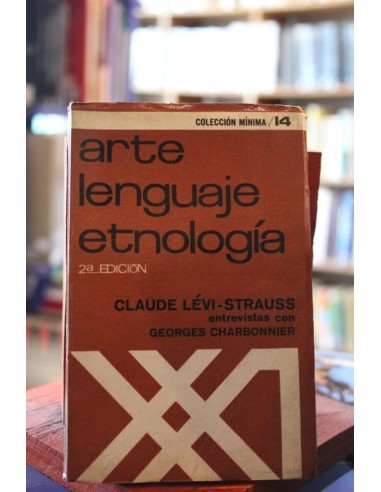 COLECCIÓN MÍNIMA / 14
arte
lenguaje
etnología
2ª EDICIÓN
CLAUDE LÉVI-STRAUSS
entrevistas con
GEORGES CHARBONNIER